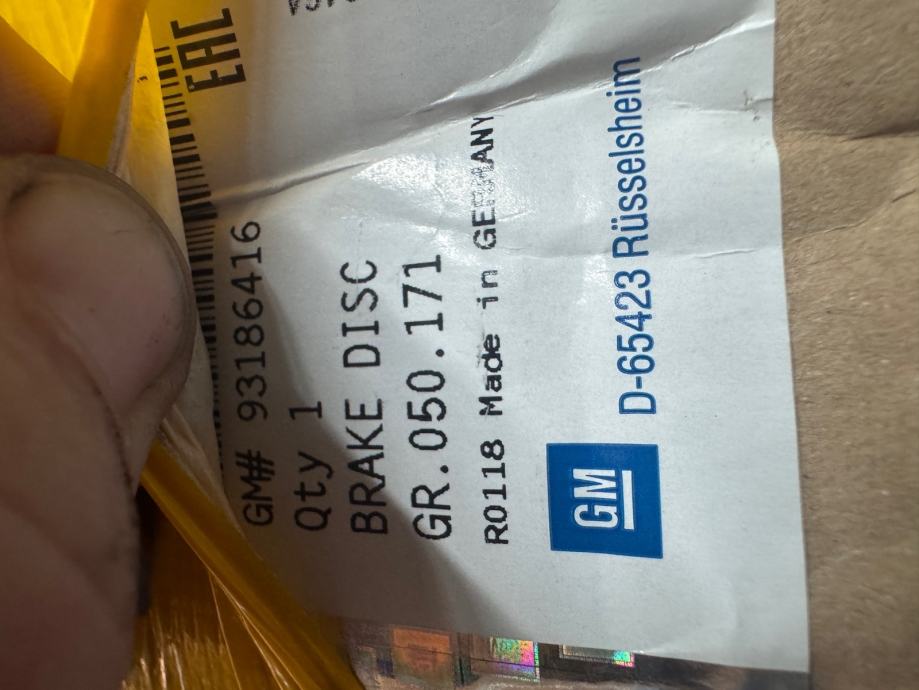 EAC
GM# 93186416
Qty 1
BRAKE DISC
GR.050.171
R0118 Made in GERMANY
GM D-65423 Rüsselsheim